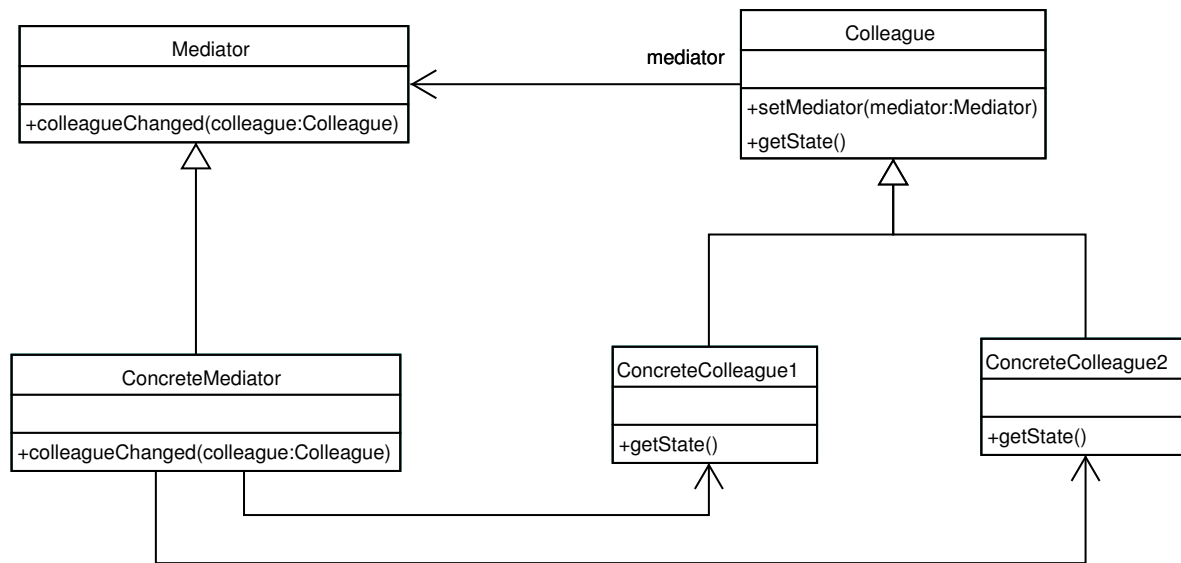 Mediator
+colleagueChanged(colleague:Colleague)
mediator
Colleague
+setMediator(mediator:Mediator)
+getState()
ConcreteMediator
+colleagueChanged(colleague:Colleague)
ConcreteColleague1
+getState()
ConcreteColleague2
+getState()